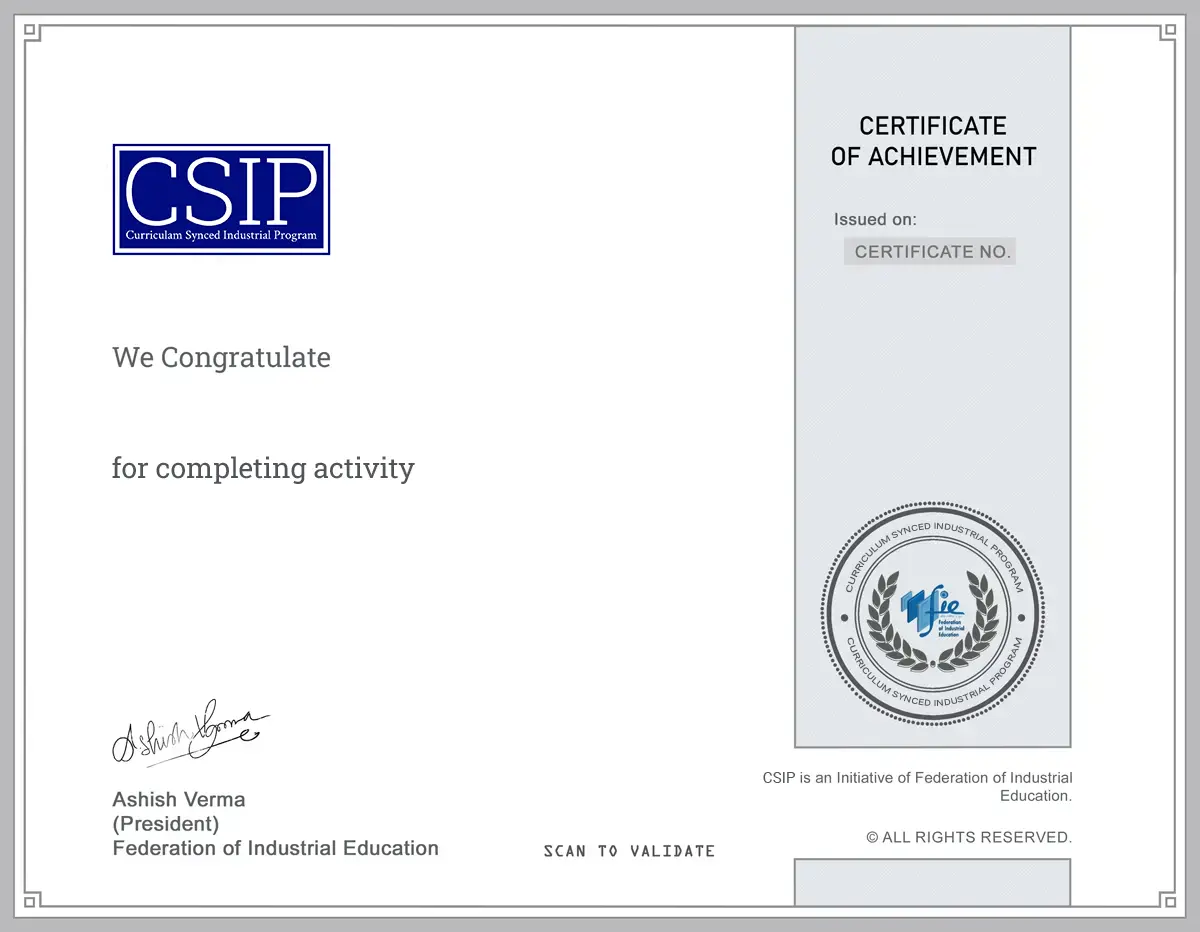 CSIP
Curriculam Synced Industrial Program
We Congratulate
for completing activity
Ashish Verma
Ashish Verma
(President)
Federation of Industrial Education
SCAN TO VALIDATE
CERTIFICATE
OF ACHIEVEMENT
Issued on:
CERTIFICATE NO.
CURRICULUM SYNCED INDUSTRIAL PROGRAM
fie
Federation
of Industrial
Education
CURRICULUM SYNCED INDUSTRIAL PROGRAM
CSIP is an Initiative of Federation of Industrial
Education.
© ALL RIGHTS RESERVED.